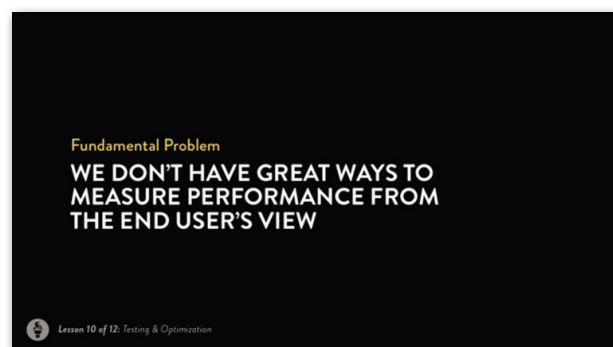 Fundamental Problem
WE DON'T HAVE GREAT WAYS TO
MEASURE PERFORMANCE FROM
THE END USER'S VIEW
Lesson 10 of 12: Testing & Optimization